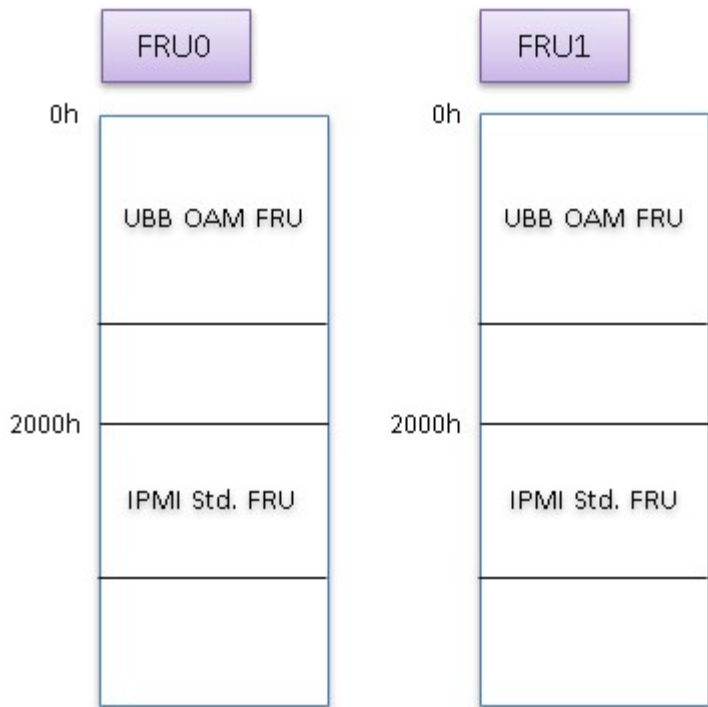 FRU0
FRU1
0h
0h
UBB OAM FRU
UBB OAM FRU
2000h
2000h
IPMI Std. FRU
IPMI Std. FRU